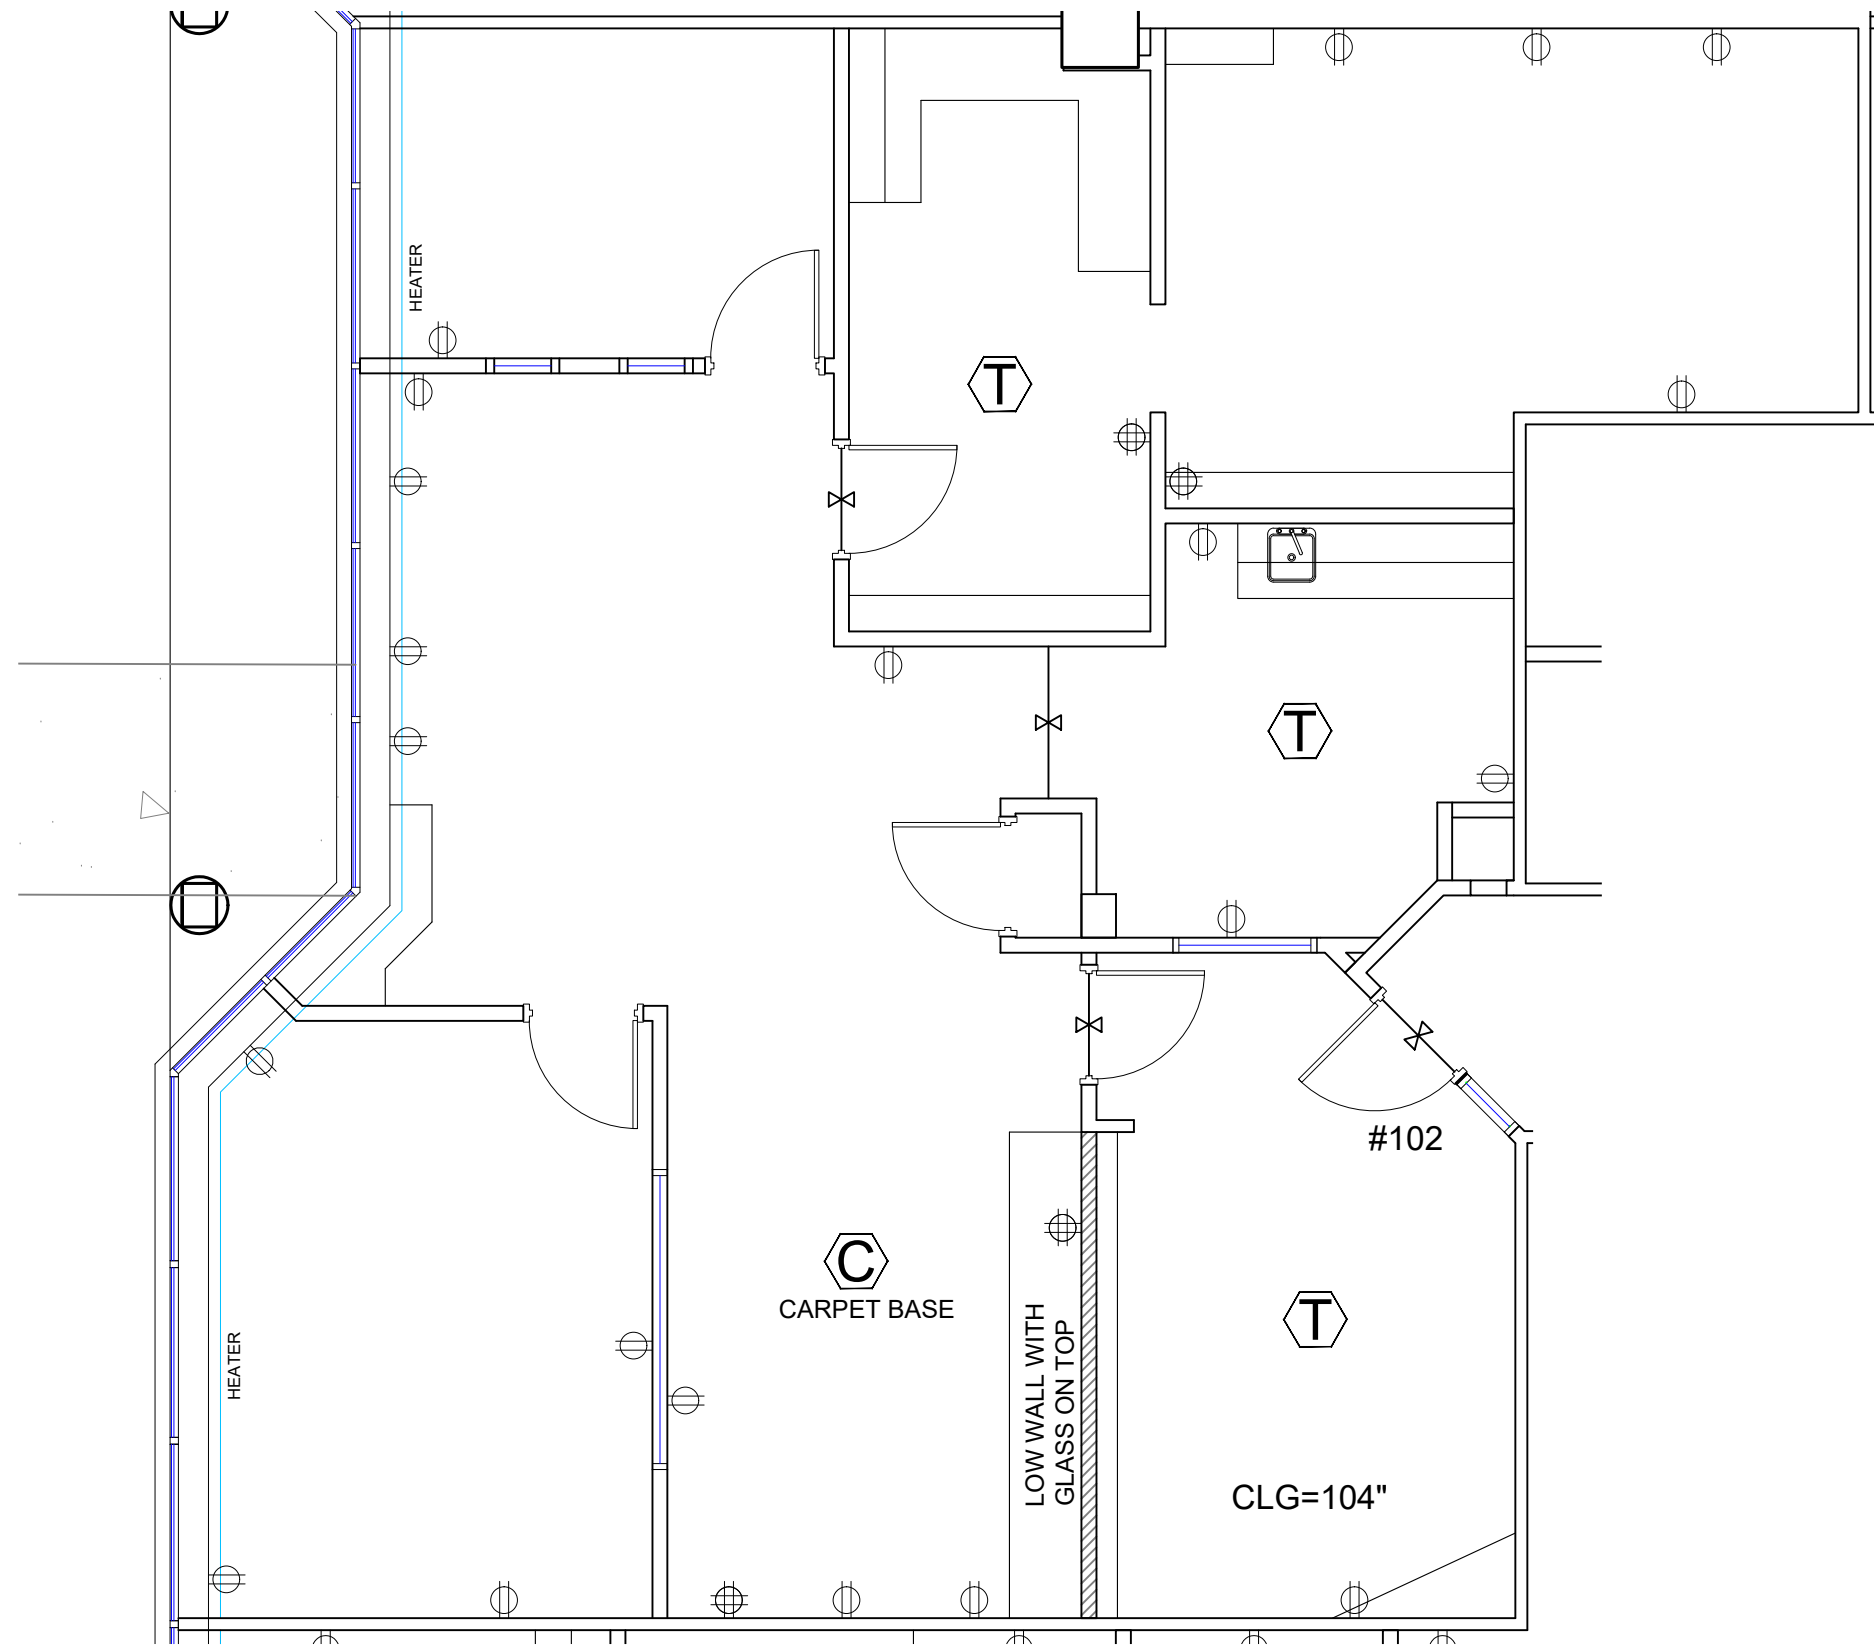 HEATER
T
T
#102
C
CARPET BASE
LOW WALL WITH
GLASS ON TOP
T
HEATER
CLG=104"